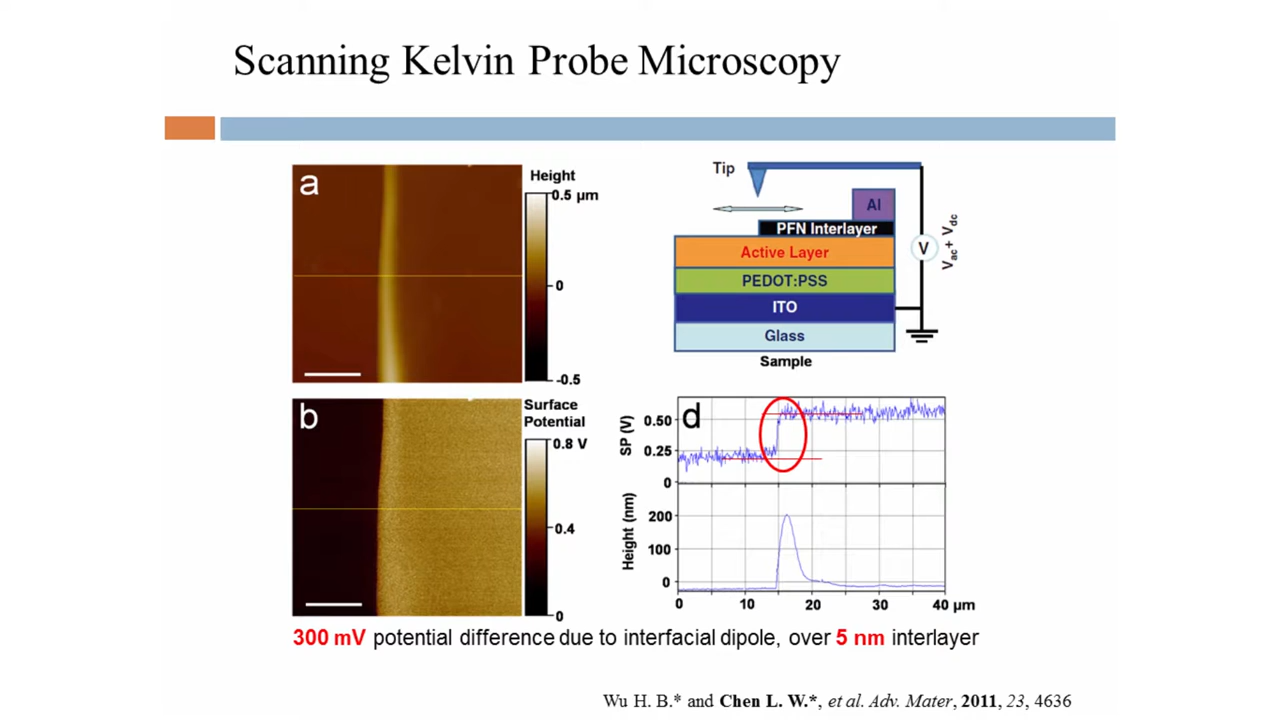 Scanning Kelvin Probe Microscopy
a
Height
0.5 μm
0
-0.5
Tip
Al
PFN Interlayer
Active Layer
PEDOT:PSS
ITO
Glass
Sample
V
Vac + Vdc
b
Surface
Potential
0.8 V
0.4
0
d
SP (V)
0.50
0.25
0
Height (nm)
200
100
0
0 10 20 30 40 μm
300 mV potential difference due to interfacial dipole, over 5 nm interlayer
Wu H. B.* and Chen L. W.*, et al. Adv. Mater, 2011, 23, 4636